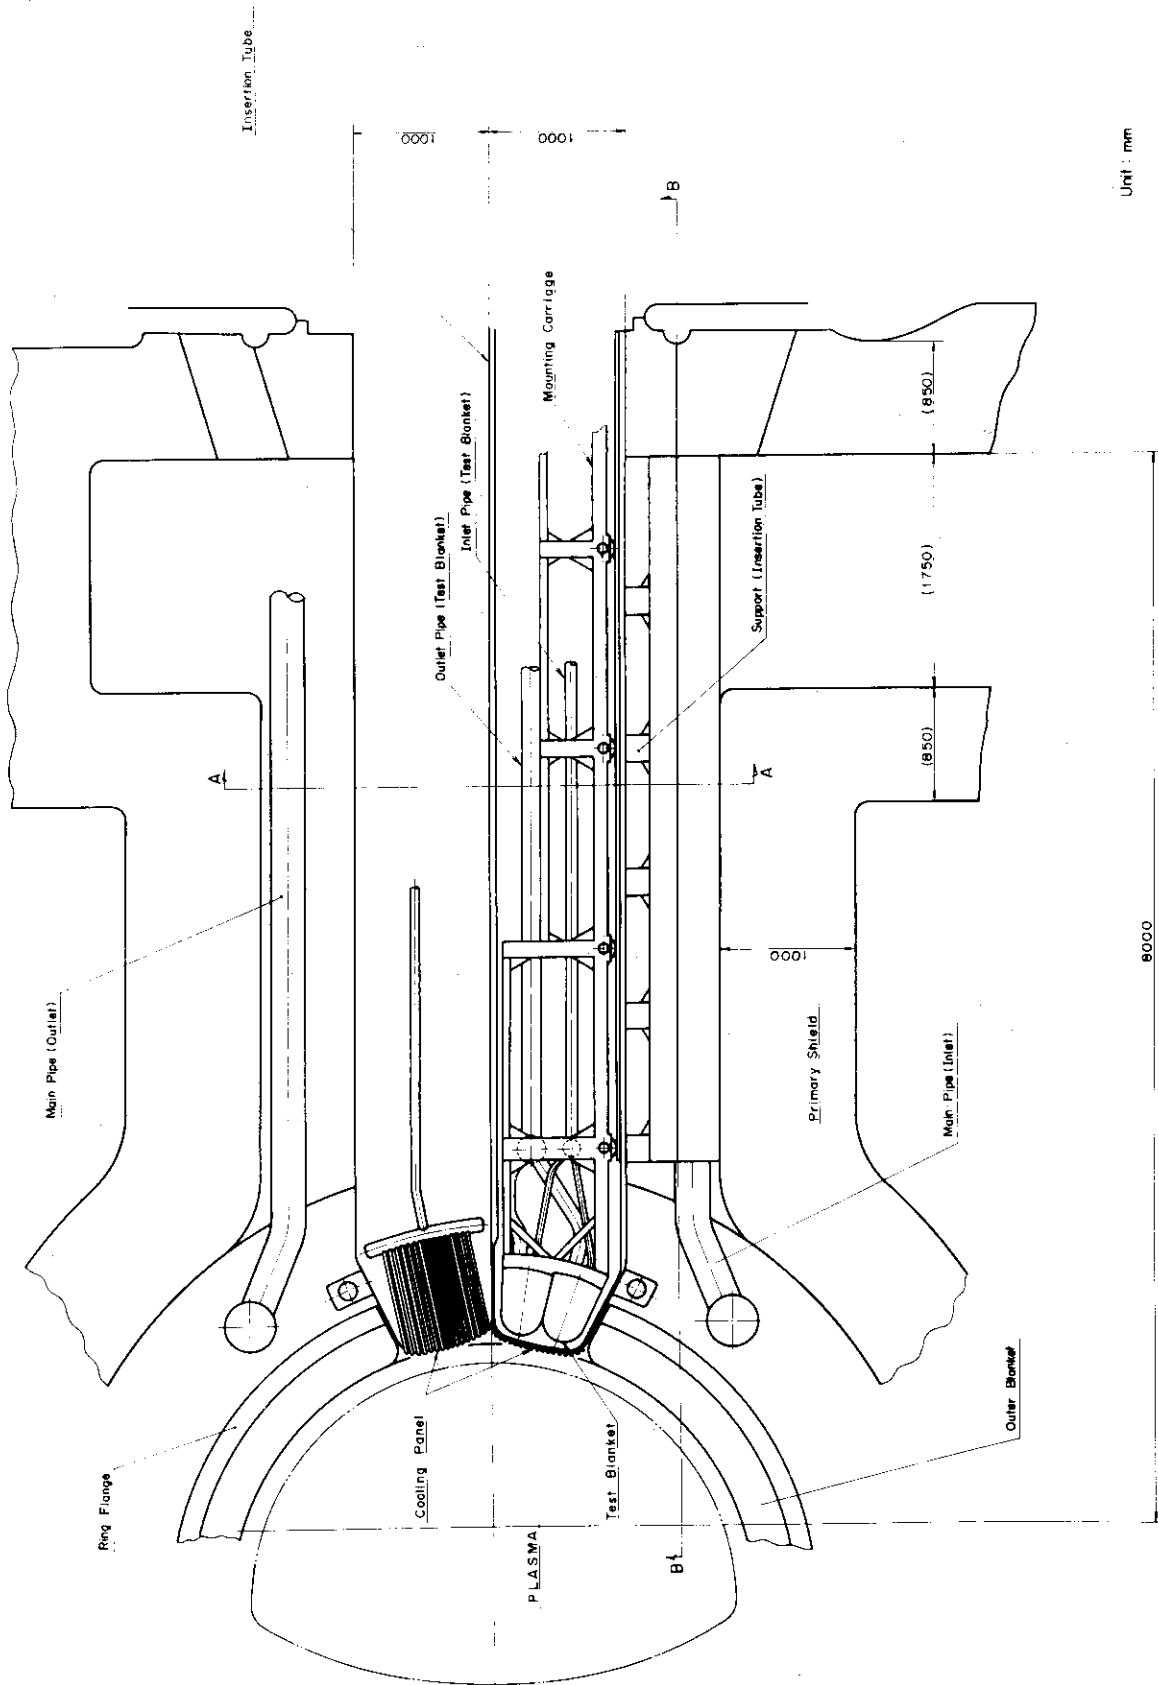 Insertion Tube
1000
1000
B
Unit : mm
Mounting Carriage
Inlet Pipe (Test Blanket)
Outlet Pipe (Test Blanket)
Support (Insertion Tube)
(850)
(1750)
(850)
A
A
Main Pipe (Outlet)
1000
8000
Primary Shield
Main Pipe (Inlet)
Ring Flange
Cooling Panel
Test Blanket
Outer Blanket
PLASMA
B